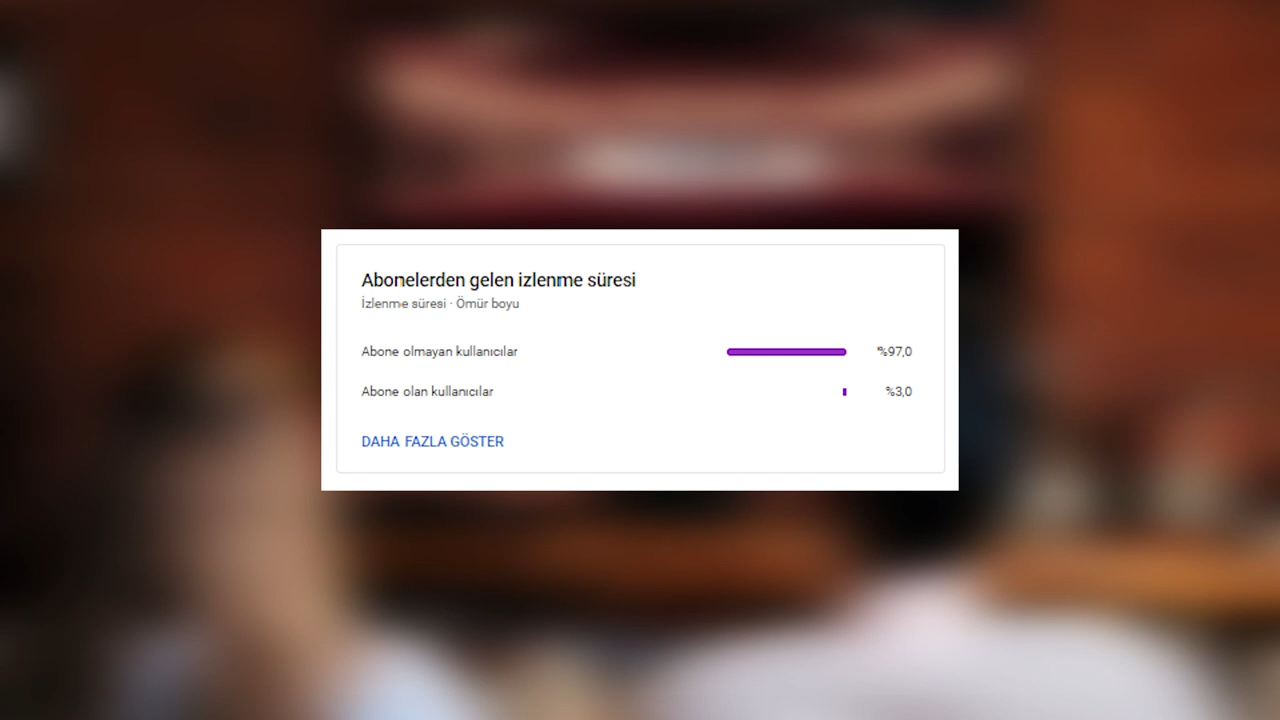 Abonelerden gelen izlenme süresi
İzlenme süresi · Ömür boyu
Abone olmayan kullanıcılar %97,0
Abone olan kullanıcılar %3,0
DAHA FAZLA GÖSTER